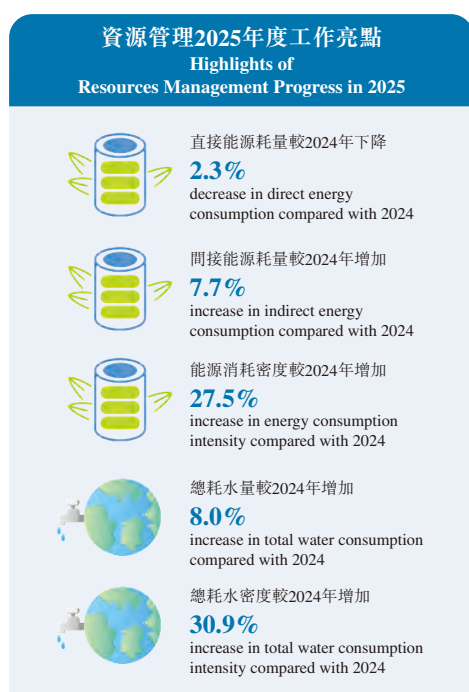 資源管理2025年度工作亮點
Highlights of
Resources Management Progress in 2025
直接能源耗量較2024年下降
2.3%
decrease in direct energy
consumption compared with 2024
間接能源耗量較2024年增加
7.7%
increase in indirect energy
consumption compared with 2024
能源消耗密度較2024年增加
27.5%
increase in energy consumption
intensity compared with 2024
總耗水量較2024年增加
8.0%
increase in total water consumption
compared with 2024
總耗水密度較2024年增加
30.9%
increase in total water consumption
intensity compared with 2024